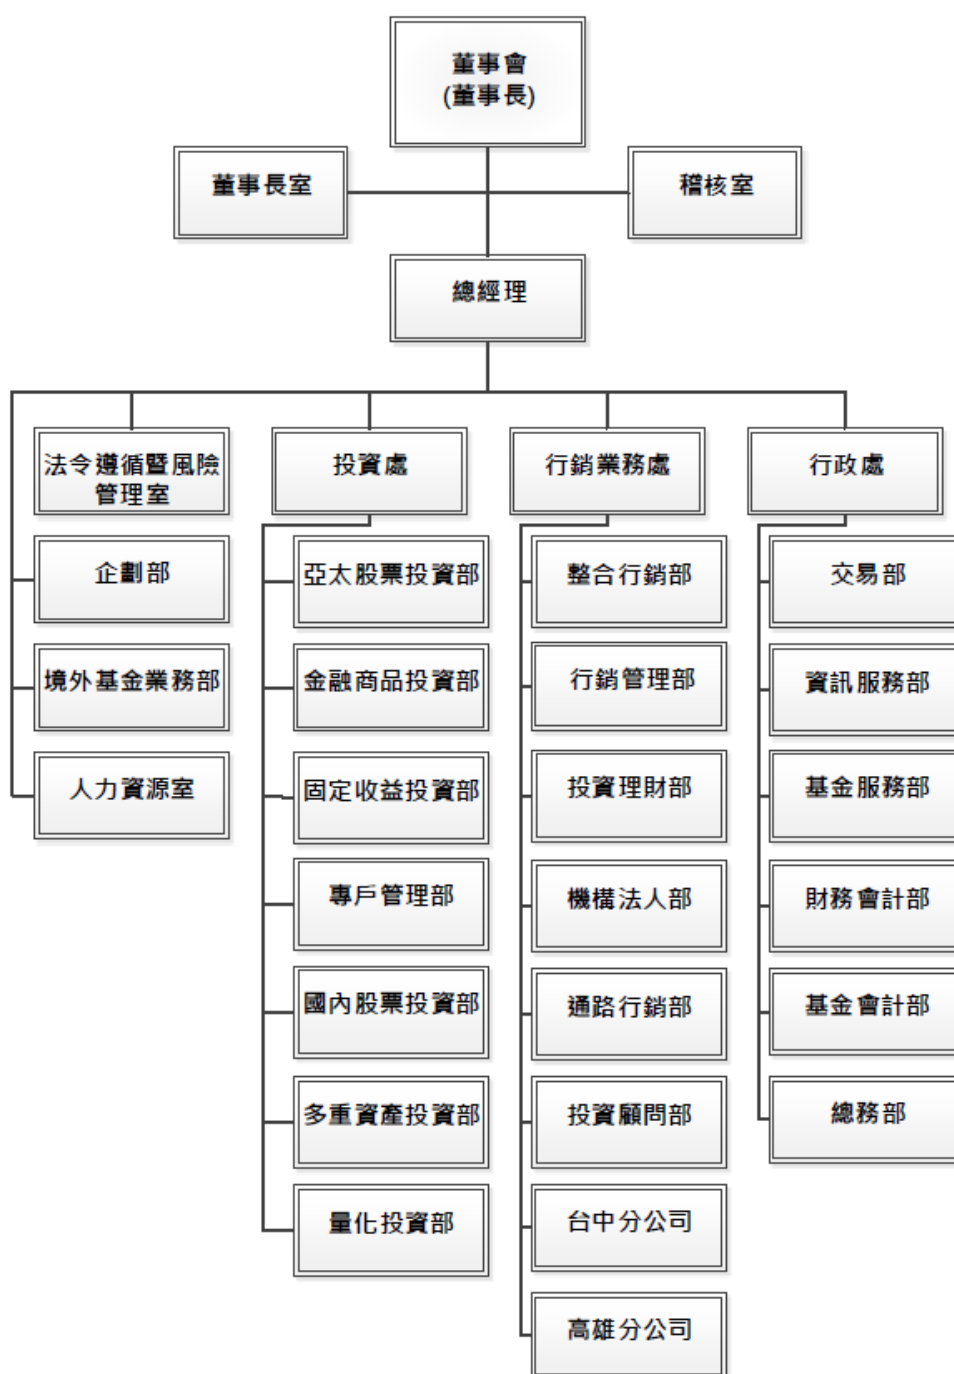 董事會
(董事長)
董事長室
稽核室
總經理
法令遵循暨風險
管理室
投資處
行銷業務處
行政處
企劃部
境外基金業務部
人力資源室
亞太股票投資部
金融商品投資部
固定收益投資部
專戶管理部
國內股票投資部
多重資產投資部
量化投資部
整合行銷部
行銷管理部
投資理財部
機構法人部
通路行銷部
投資顧問部
台中分公司
高雄分公司
交易部
資訊服務部
基金服務部
財務會計部
基金會計部
總務部